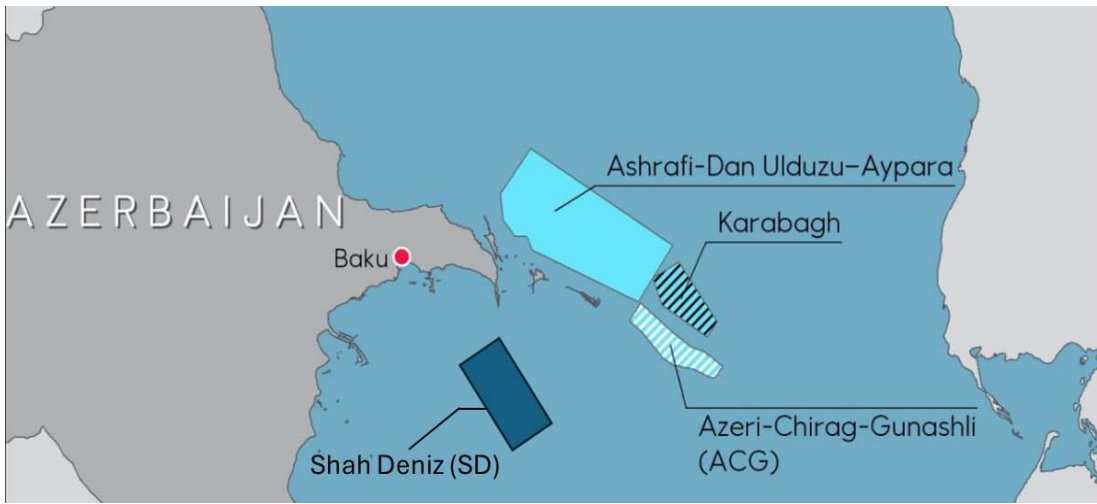 Ashrafi-Dan Ulduzu–Aypara
AZERBAIJAN
Karabagh
Baku
Azeri-Chirag-Gunashli
(ACG)
Shah Deniz (SD)